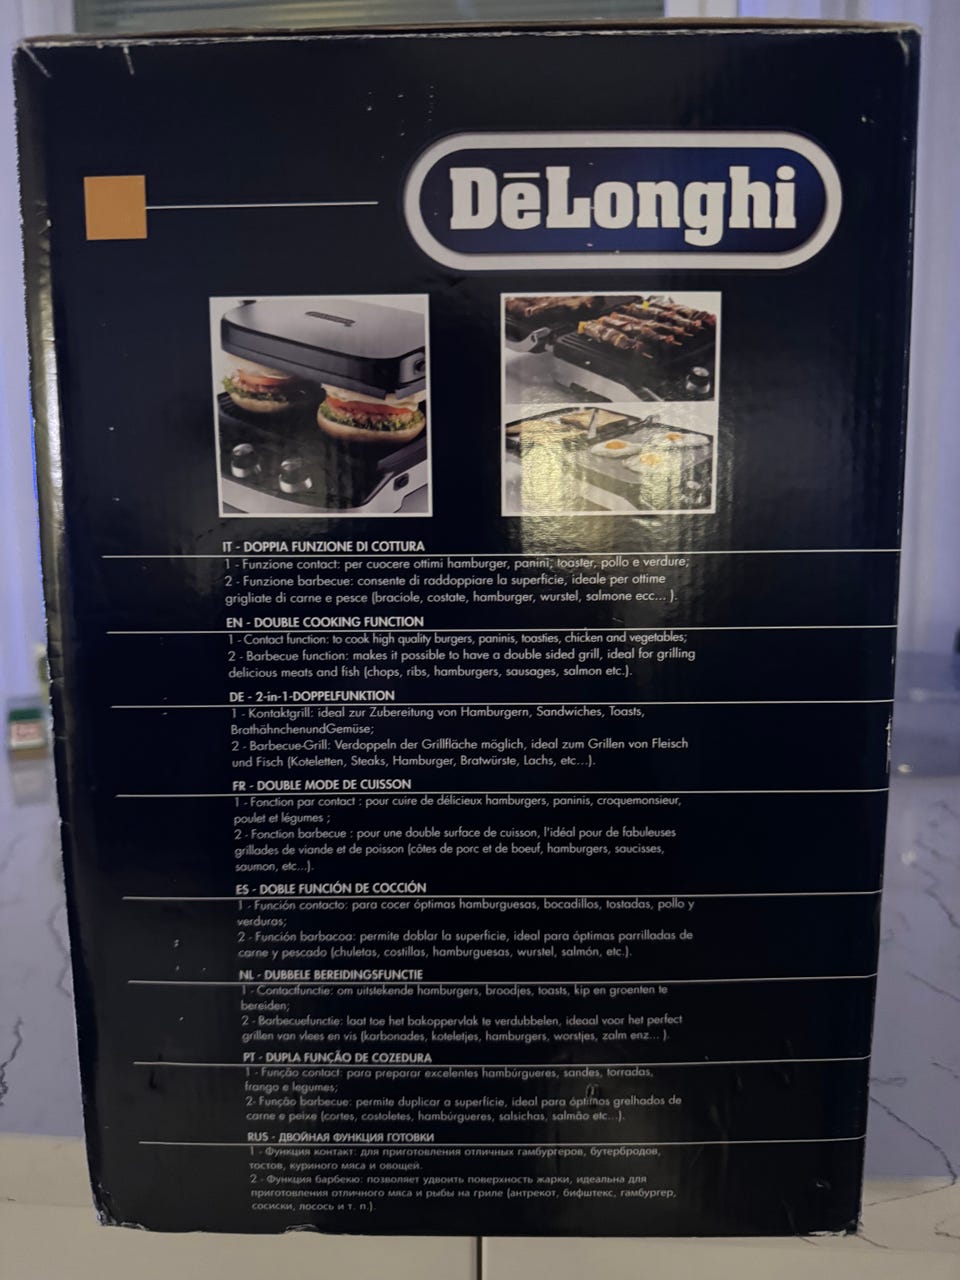 DeLonghi
IT - DOPPIA FUNZIONE DI COTTURA
1 - Funzione contact: per cuocere ottimi hamburger, panini, toaster, pollo e verdure;
2 - Funzione barbecue: consente di raddoppiare la superficie, ideale per ottime
grigliate di carne e pesce (braciole, costate, hamburger, wurstel, salmone ecc... ).
EN - DOUBLE COOKING FUNCTION
1 - Contact function: to cook high quality burgers, paninis, toasties, chicken and vegetables;
2 - Barbecue function: makes it possible to have a double sided grill, ideal for grilling
delicious meats and fish (chops, ribs, hamburgers, sausages, salmon etc.).
DE - 2-in-1-DOPPELFUNKTION
1 - Kontaktgrill: ideal zur Zubereitung von Hamburgern, Sandwiches, Toasts,
BrathähnchenundGemüse;
2 - Barbecue-Grill: Verdoppeln der Grillfläche möglich, ideal zum Grillen von Fleisch
und Fisch (Koteletten, Steaks, Hamburger, Bratwürste, Lachs, etc...).
FR - DOUBLE MODE DE CUISSON
1 - Fonction par contact : pour cuire de délicieux hamburgers, paninis, croquemonsieur,
poulet et légumes ;
2 - Fonction barbecue : pour une double surface de cuisson, l'idéal pour de fabuleuses
grillades de viande et de poisson (côtes de porc et de boeuf, hamburgers, saucisses,
saumon, etc...).
ES - DOBLE FUNCIÓN DE COCCIÓN
1 - Función contacto: para cocer óptimas hamburguesas, bocadillos, tostadas, pollo y
verduras;
2 - Función barbacoa: permite doblar la superficie, ideal para óptimas parrilladas de
carne y pescado (chuletas, costillas, hamburguesas, wurstel, salmón, etc.).
NL - DUBBELE BEREIDINGSFUNCTIE
1 - Contactfunctie: om uitstekende hamburgers, broodjes, toasts, kip en groenten te
bereiden;
2 - Barbecuefunctie: laat toe het bakoppervlak te verdubbelen, ideaal voor het perfect
grillen van vlees en vis (karbonades, koteletjes, hamburgers, worstjes, zalm enz... ).
PT - DUPLA FUNÇÃO DE COZEDURA
1 - Função contact: para preparar excelentes hambúrgueres, sandes, torradas,
frango e legumes;
2- Função barbecue: permite duplicar a superfície, ideal para óptimos grelhados de
carne e peixe (cortes, costoletes, hambúrgueres, salsichas, salmão etc...).
RUS - ДВОЙНАЯ ФУНКЦИЯ ГОТОВКИ
1 - Функция контакт: для приготовления отличных гамбургеров, бутербродов,
тостов, куриного мяса и овощей.
2 - Функция барбекю: позволяет удвоить поверхность жарки, идеальна для
приготовления отличного мяса и рыбы на гриле (антрекот, бифштекс, гамбургер,
сосиски, лосось и т. п.).